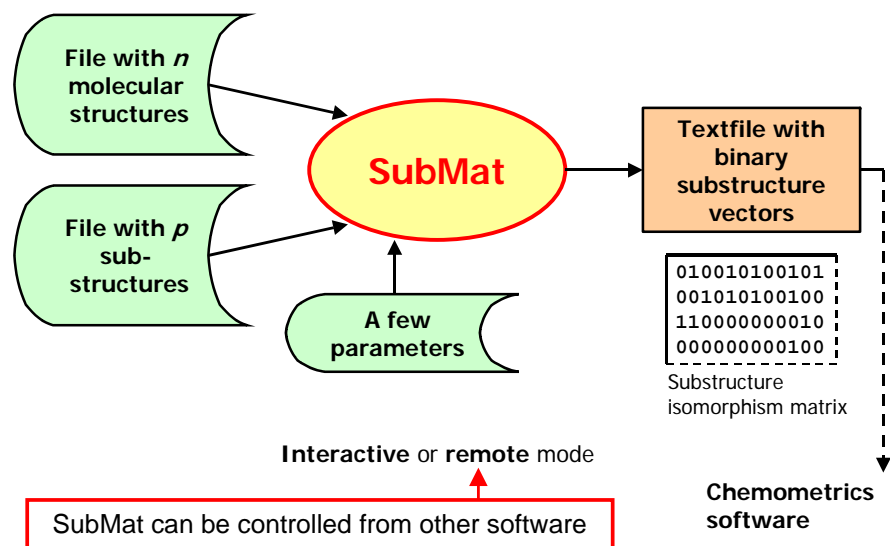 File with n
molecular
structures
File with p
sub-
structures
SubMat
A few
parameters
Textfile with
binary
substructure
vectors
010010100101
001010100100
110000000010
000000000100
Substructure
isomorphism matrix
Interactive or remote mode
SubMat can be controlled from other software
Chemometrics
software